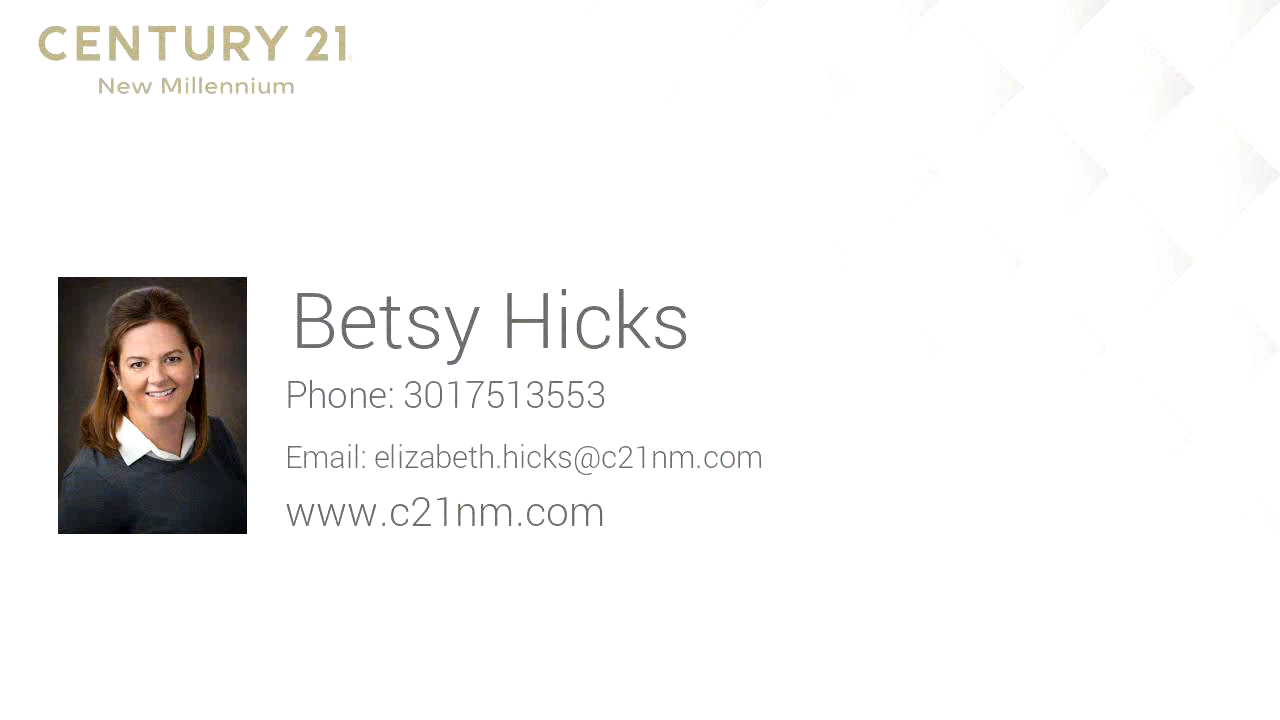 CENTURY 21
New Millennium
Betsy Hicks
Phone: 3017513553
Email: elizabeth.hicks@c21nm.com
www.c21nm.com